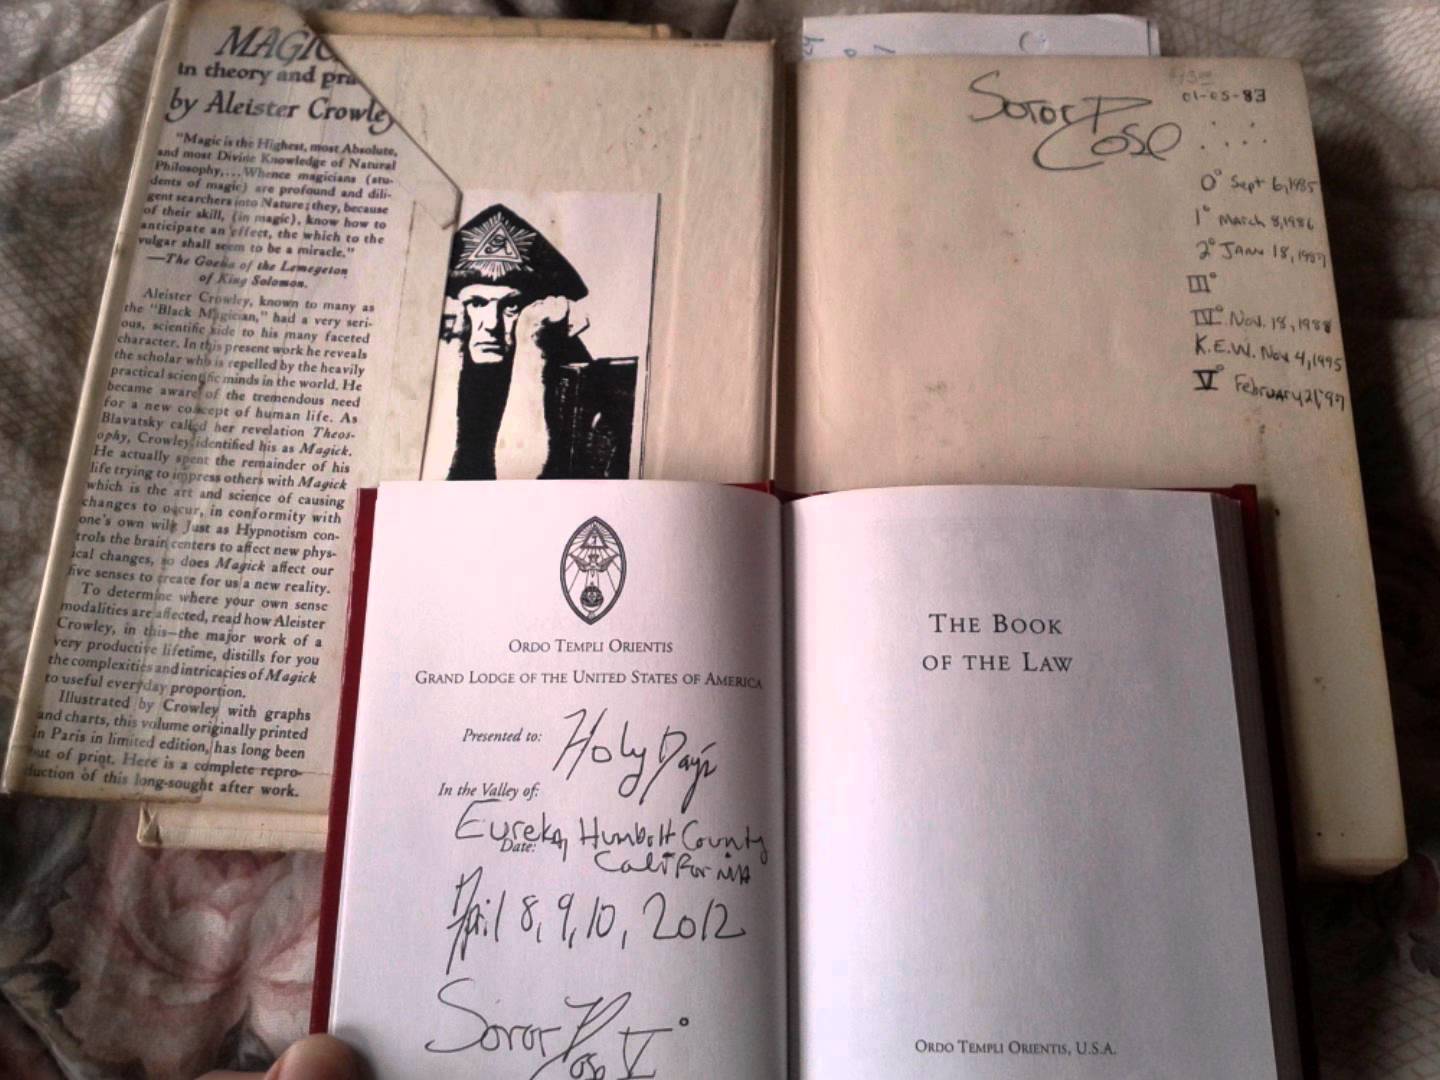 MAGIC
in theory and pra
by Aleister Crowley
"Magic is the Highest, most Absolute,
and most Divine Knowledge of Natural
Philosophy,... Whence magicians (stu-
dents of magic) are profound and dili-
gent searchers into Nature; they, because
of their skill, (in magic), know how to
anticipate an effect, the which to the
vulgar shall seem to be a miracle."
—The Goetia of the Lemegeton
of King Solomon.
Aleister Crowley, known to many as
the "Black Magician," had a very seri-
ous, scientific side to his many faceted
character. In this present work he reveals
the scholar who is repelled by the heavily
practical scientific minds in the world. He
became aware of the tremendous need
for a new concept of human life. As
Blavatsky called her revelation Theos-
ophy, Crowley identified his as Magick.
He actually spent the remainder of his
life trying to impress others with Magick
which is the art and science of causing
changes to occur, in conformity with
one's own will. Just as Hypnotism con-
trols the brain centers to affect new phys-
ical changes, so does Magick affect our
five senses to create for us a new reality.
To determine where your own sense
modalities are affected, read how Aleister
Crowley, in this—the major work of a
very productive lifetime, distills for you
the complexities and intricacies of Magick
to useful everyday proportion.
Illustrated by Crowley with graphs
and charts, this volume originally printed
in Paris in limited edition, has long been
out of print. Here is a complete repro-
duction of this long-sought after work.
Soror P
Cose
01-05-83
0° Sept 6, 1985
1° March 8, 1986
2° Jan 18, 1987
III°
IV° Nov. 18, 1988
K.E.W. Nov 4, 1995
V° February 21, '97
Ordo Templi Orientis
Grand Lodge of the United States of America
Presented to: Holy Days
In the Valley of:
Eureka, Humbolt County
Date: California
April 8, 9, 10, 2012
Soror P
Cose V°
The Book
of the Law
Ordo Templi Orientis, U.S.A.